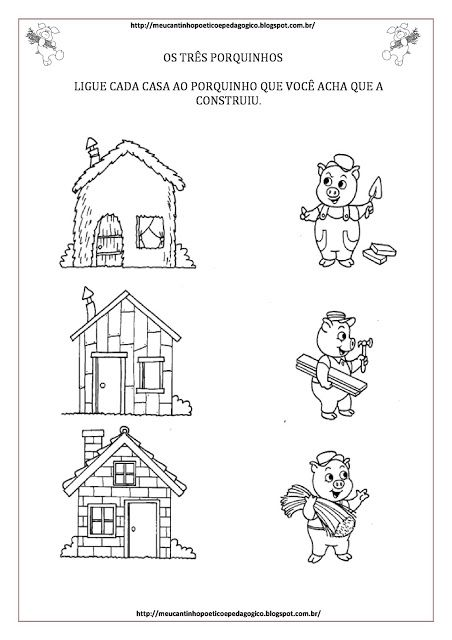 http://meucantinhopoeticoepedagogico.blogspot.com.br/
OS TRÊS PORQUINHOS
LIGUE CADA CASA AO PORQUINHO QUE VOCÊ ACHA QUE A
CONSTRUIU.
http://meucantinhopoeticoepedagogico.blogspot.com.br/